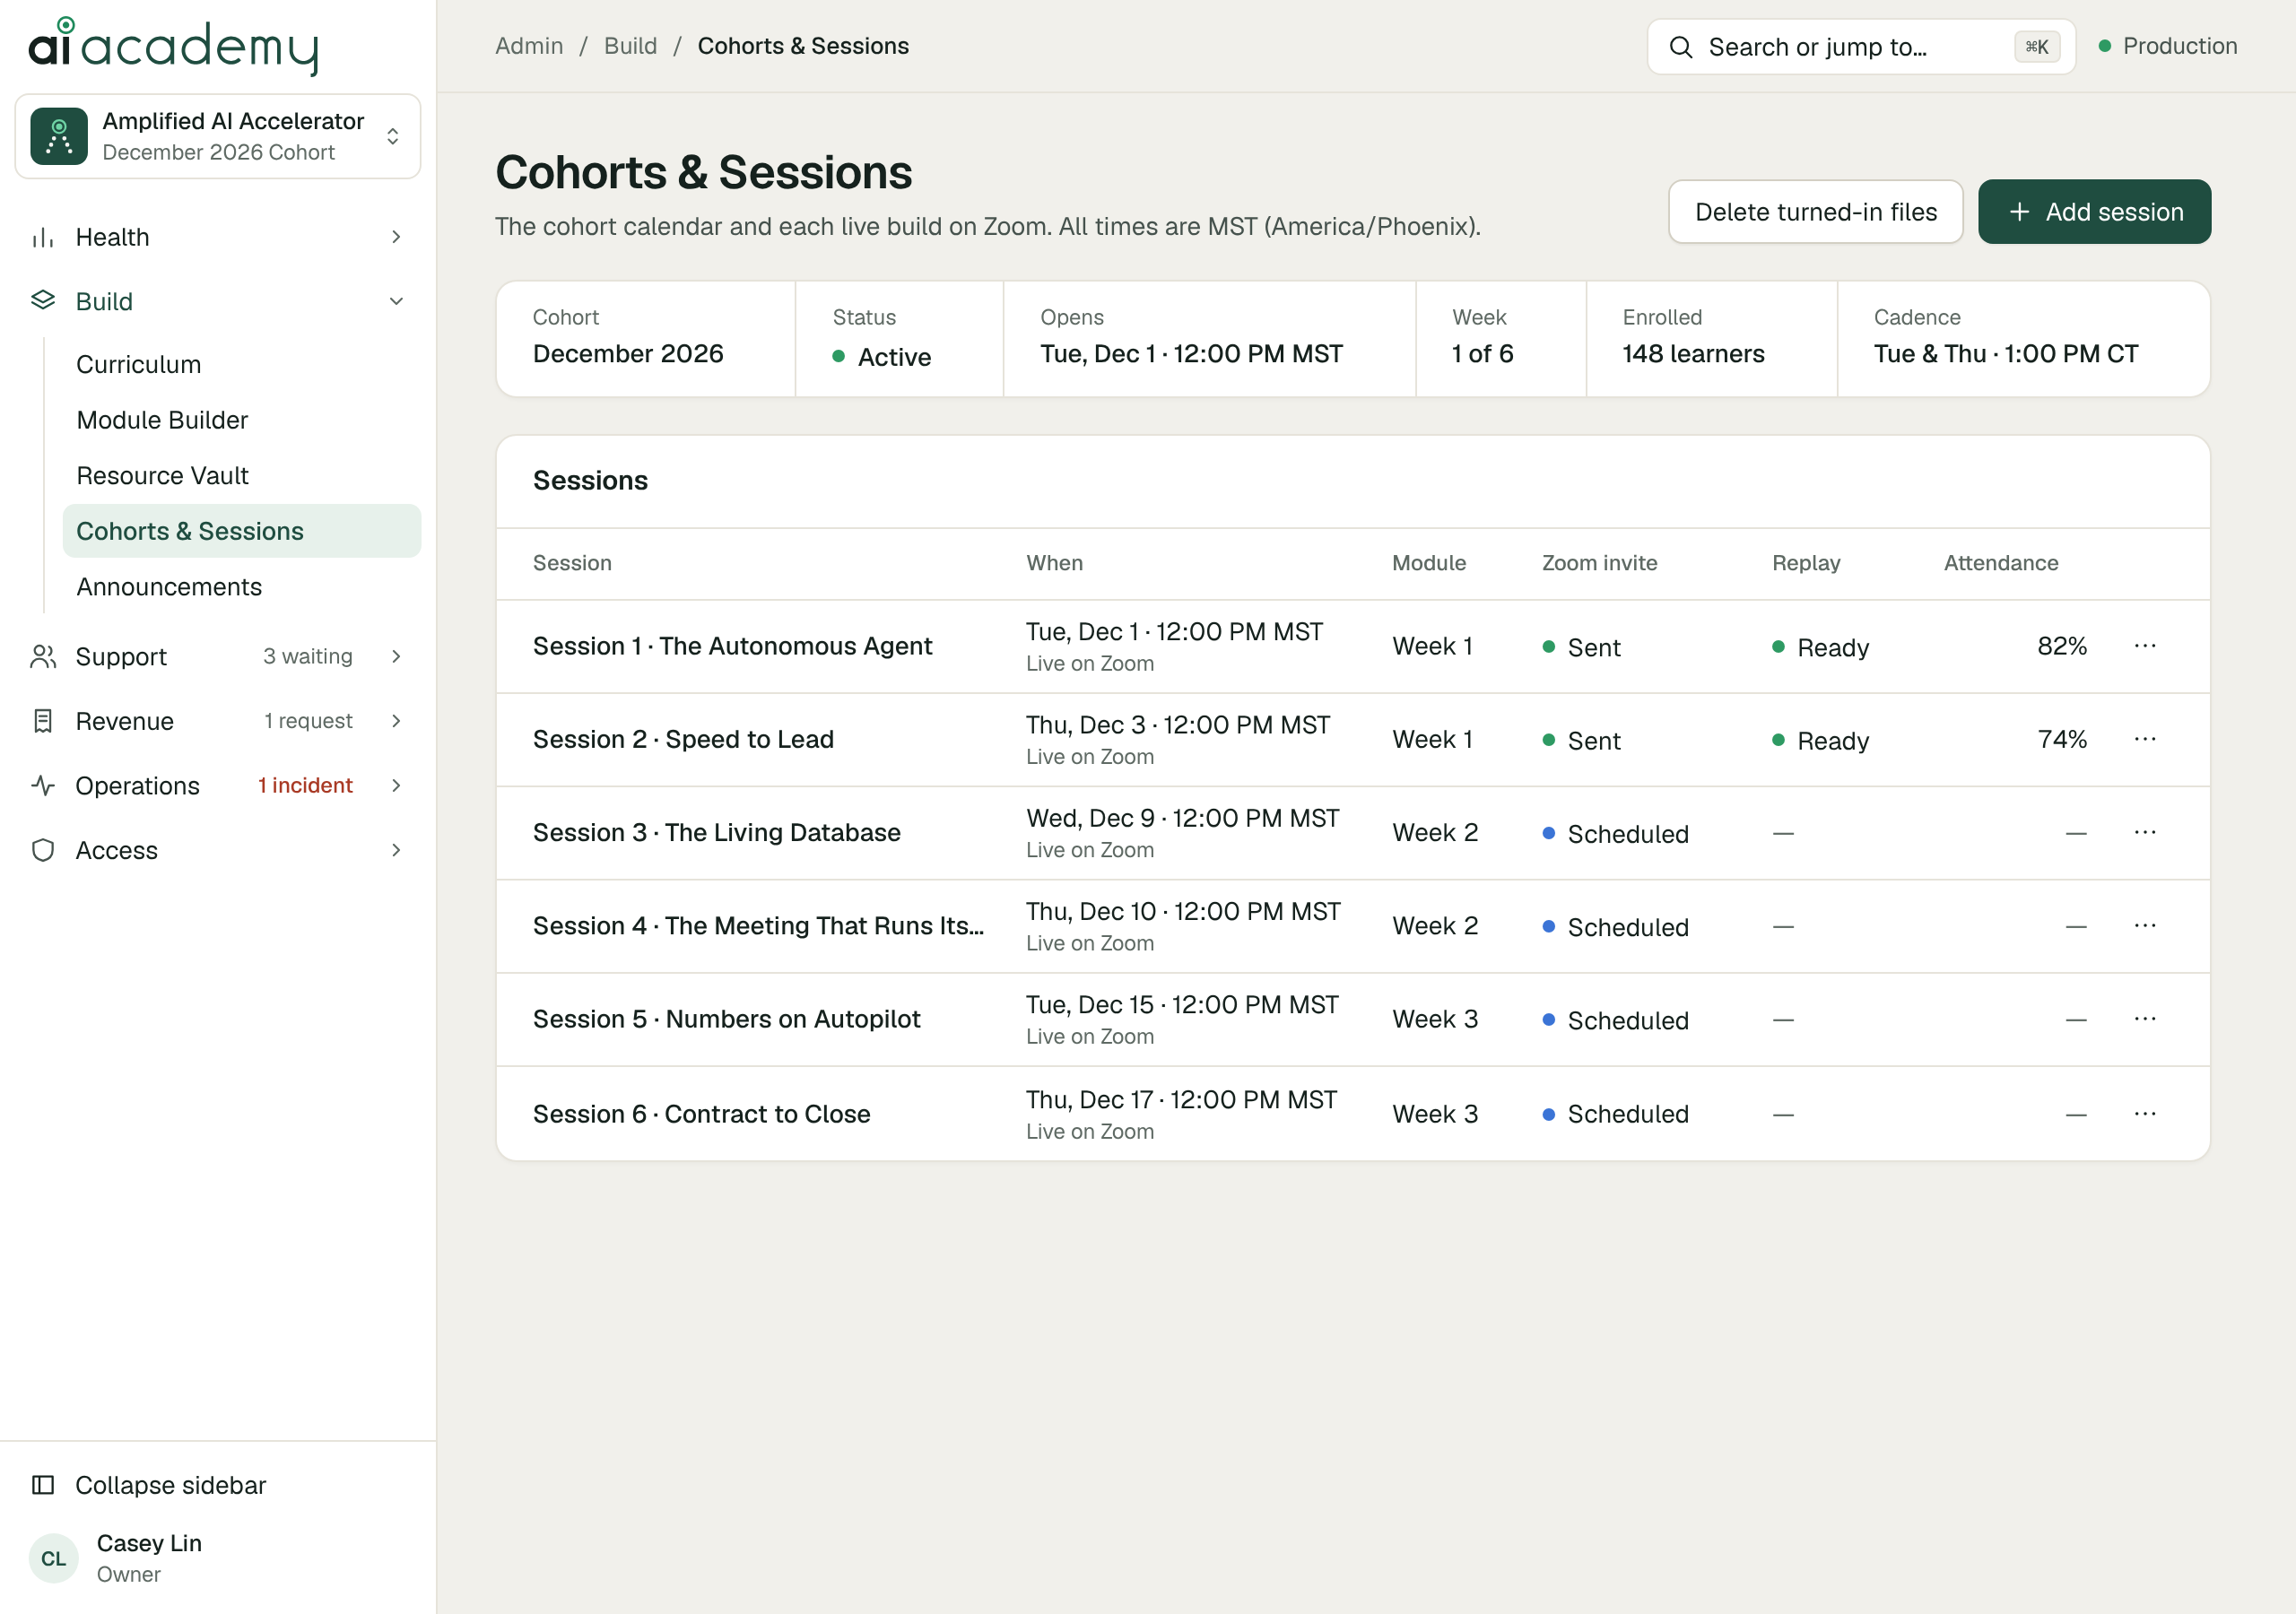 ai academy
Amplified AI Accelerator
December 2026 Cohort
Health
Build
Curriculum
Module Builder
Resource Vault
Cohorts & Sessions
Announcements
Support 3 waiting
Revenue 1 request
Operations 1 incident
Access
Collapse sidebar
CL
Casey Lin
Owner
Admin / Build / Cohorts & Sessions
Search or jump to... ⌘K
Production
Cohorts & Sessions
The cohort calendar and each live build on Zoom. All times are MST (America/Phoenix).
Delete turned-in files
+ Add session
Cohort
December 2026
Status
Active
Opens
Tue, Dec 1 · 12:00 PM MST
Week
1 of 6
Enrolled
148 learners
Cadence
Tue & Thu · 1:00 PM CT
Sessions
Session When Module Zoom invite Replay Attendance
Session 1 · The Autonomous Agent Tue, Dec 1 · 12:00 PM MST Week 1 Sent Ready 82% ...
Live on Zoom
Session 2 · Speed to Lead Thu, Dec 3 · 12:00 PM MST Week 1 Sent Ready 74% ...
Live on Zoom
Session 3 · The Living Database Wed, Dec 9 · 12:00 PM MST Week 2 Scheduled — — ...
Live on Zoom
Session 4 · The Meeting That Runs Its... Thu, Dec 10 · 12:00 PM MST Week 2 Scheduled — — ...
Live on Zoom
Session 5 · Numbers on Autopilot Tue, Dec 15 · 12:00 PM MST Week 3 Scheduled — — ...
Live on Zoom
Session 6 · Contract to Close Thu, Dec 17 · 12:00 PM MST Week 3 Scheduled — — ...
Live on Zoom